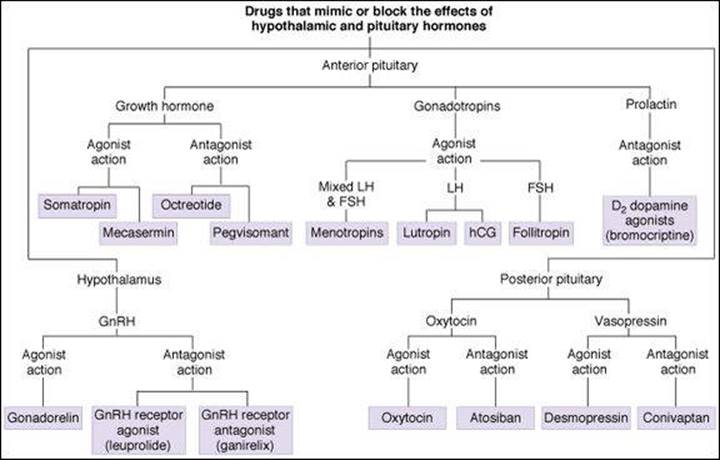 Drugs that mimic or block the effects of
hypothalamic and pituitary hormones
Anterior pituitary
Growth hormone
Gonadotropins
Prolactin
Agonist
action
Antagonist
action
Agonist
action
Antagonist
action
Mixed LH
& FSH
LH
FSH
Somatropin
Mecasermin
Octreotide
Pegvisomant
Menotropins
Lutropin
hCG
Follitropin
D2 dopamine
agonists
(bromocriptine)
Hypothalamus
GnRH
Agonist
action
Antagonist
action
Gonadorelin
GnRH receptor
agonist
(leuprolide)
GnRH receptor
antagonist
(ganirelix)
Posterior pituitary
Oxytocin
Vasopressin
Agonist
action
Antagonist
action
Agonist
action
Antagonist
action
Oxytocin
Atosiban
Desmopressin
Conivaptan